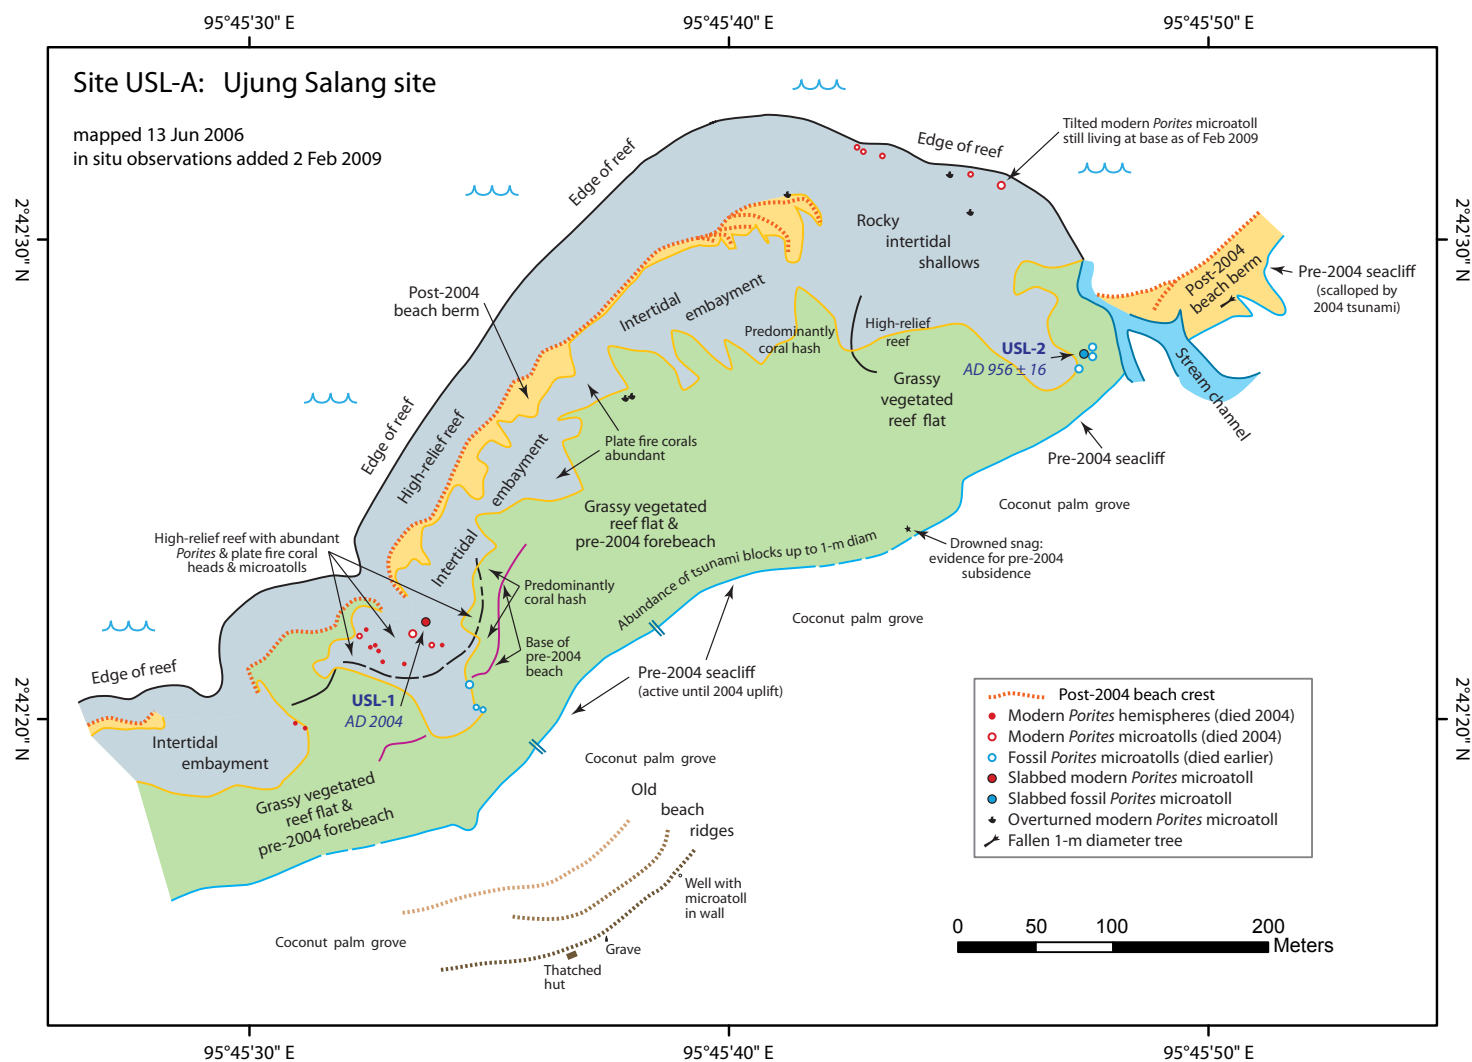 95°45'30" E
95°45'40" E
95°45'50" E
Site USL-A: Ujung Salang site
mapped 13 Jun 2006
in situ observations added 2 Feb 2009
Edge of reef
Edge of reef
Tilted modern Porites microatoll
still living at base as of Feb 2009
2°42'30" N
2°42'30" N
Rocky
intertidal
shallows
Post-2004
beach berm
Pre-2004 seacliff
(scalloped by
2004 tsunami)
Post-2004
beach berm
Intertidal
embayment
Predominantly
coral hash
High-relief
reef
USL-2
AD 956 ± 16
Stream channel
Grassy
vegetated
reef flat
Edge of reef
High-relief reef
Plate fire corals
abundant
Pre-2004 seacliff
embayment
Intertidal
Grassy vegetated
reef flat &
pre-2004 forebeach
Coconut palm grove
High-relief reef with abundant
Porites & plate fire coral
heads & microatolls
Drowned snag:
evidence for pre-2004
subsidence
Abundance of tsunami blocks up to 1-m diam
Predominantly
coral hash
Coconut palm grove
Base of
pre-2004
beach
Edge of reef
Pre-2004 seacliff
(active until 2004 uplift)
USL-1
AD 2004
2°42'20" N
2°42'20" N
Intertidal
embayment
Coconut palm grove
Grassy vegetated
reef flat &
pre-2004 forebeach
Old
beach
ridges
Well with
microatoll
in wall
Coconut palm grove
Grave
Thatched
hut
Post-2004 beach crest
Modern Porites hemispheres (died 2004)
Modern Porites microatolls (died 2004)
Fossil Porites microatolls (died earlier)
Slabbed modern Porites microatoll
Slabbed fossil Porites microatoll
Overturned modern Porites microatoll
Fallen 1-m diameter tree
0 50 100 200
Meters
95°45'30" E
95°45'40" E
95°45'50" E